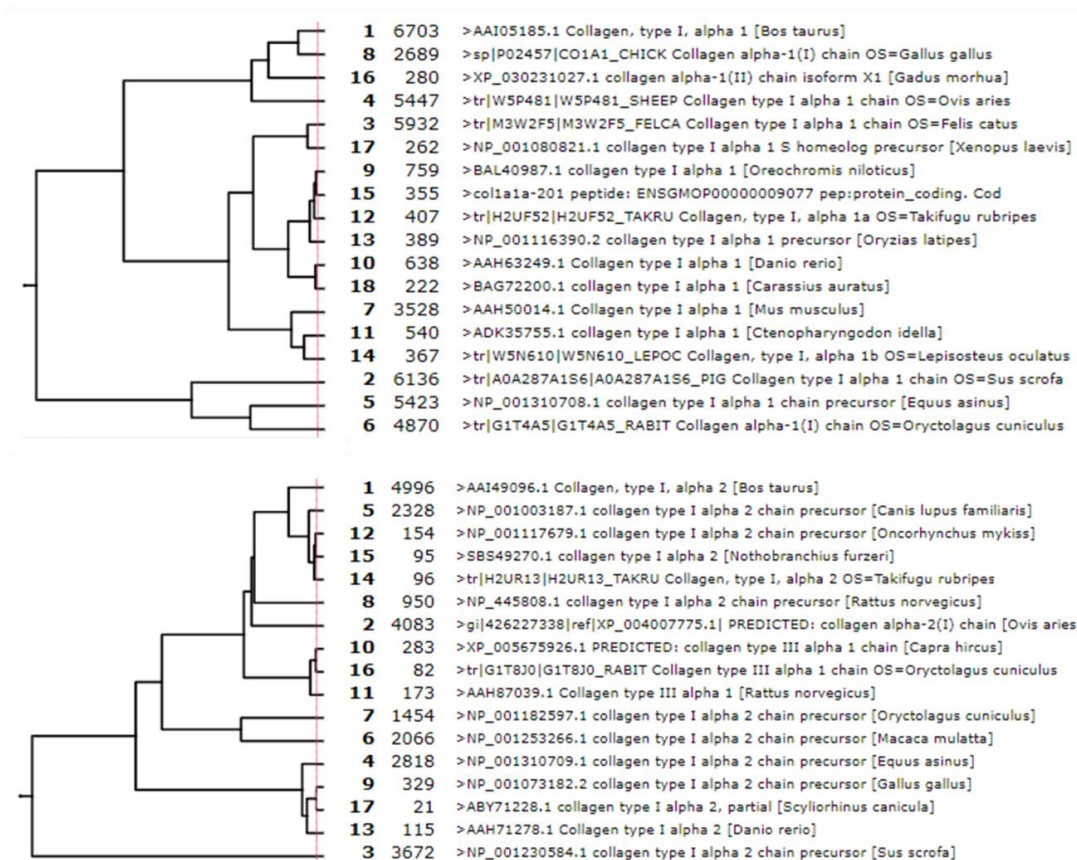 1 6703 >AAI05185.1 Collagen, type I, alpha 1 [Bos taurus]
8 2689 >sp|P02457|CO1A1_CHICK Collagen alpha-1(I) chain OS=Gallus gallus
16 280 >XP_030231027.1 collagen alpha-1(II) chain isoform X1 [Gadus morhua]
4 5447 >tr|W5P481|W5P481_SHEEP Collagen type I alpha 1 chain OS=Ovis aries
3 5932 >tr|M3W2F5|M3W2F5_FELCA Collagen type I alpha 1 chain OS=Felis catus
17 262 >NP_001080821.1 collagen type I alpha 1 S homeolog precursor [Xenopus laevis]
9 759 >BAL40987.1 collagen type I alpha 1 [Oreochromis niloticus]
15 355 >col1a1a-201 peptide: ENSGMOP00000009077 pep:protein_coding. Cod
12 407 >tr|H2UF52|H2UF52_TAKRU Collagen, type I, alpha 1a OS=Takifugu rubripes
13 389 >NP_001116390.2 collagen type I alpha 1 precursor [Oryzias latipes]
10 638 >AAH63249.1 Collagen type I alpha 1 [Danio rerio]
18 222 >BAG72200.1 collagen type I alpha 1 [Carassius auratus]
7 3528 >AAH50014.1 Collagen type I alpha 1 [Mus musculus]
11 540 >ADK35755.1 collagen type I alpha 1 [Ctenopharyngodon idella]
14 367 >tr|W5N610|W5N610_LEPOC Collagen, type I, alpha 1b OS=Lepisosteus oculatus
2 6136 >tr|A0A287A1S6|A0A287A1S6_PIG Collagen type I alpha 1 chain OS=Sus scrofa
5 5423 >NP_001310708.1 collagen type I alpha 1 chain precursor [Equus asinus]
6 4870 >tr|G1T4A5|G1T4A5_RABIT Collagen alpha-1(I) chain OS=Oryctolagus cuniculus
1 4996 >AAI49096.1 Collagen, type I, alpha 2 [Bos taurus]
5 2328 >NP_001003187.1 collagen type I alpha 2 chain precursor [Canis lupus familiaris]
12 154 >NP_001117679.1 collagen type I alpha 2 chain precursor [Oncorhynchus mykiss]
15 95 >SBS49270.1 collagen type I alpha 2 [Nothobranchius furzeri]
14 96 >tr|H2UR13|H2UR13_TAKRU Collagen, type I, alpha 2 OS=Takifugu rubripes
8 950 >NP_445808.1 collagen type I alpha 2 chain precursor [Rattus norvegicus]
2 4083 >gi|426227338|ref|XP_004007775.1| PREDICTED: collagen alpha-2(I) chain [Ovis aries
10 283 >XP_005675926.1 PREDICTED: collagen type III alpha 1 chain [Capra hircus]
16 82 >tr|G1T8J0|G1T8J0_RABIT Collagen type III alpha 1 chain OS=Oryctolagus cuniculus
11 173 >AAH87039.1 Collagen type III alpha 1 [Rattus norvegicus]
7 1454 >NP_001182597.1 collagen type I alpha 2 chain precursor [Oryctolagus cuniculus]
6 2066 >NP_001253266.1 collagen type I alpha 2 chain precursor [Macaca mulatta]
4 2818 >NP_001310709.1 collagen type I alpha 2 chain precursor [Equus asinus]
9 329 >NP_001073182.2 collagen type I alpha 2 chain precursor [Gallus gallus]
17 21 >ABY71228.1 collagen type I alpha 2, partial [Scyliorhinus canicula]
13 115 >AAH71278.1 Collagen type I alpha 2 [Danio rerio]
3 3672 >NP_001230584.1 collagen type I alpha 2 chain precursor [Sus scrofa]